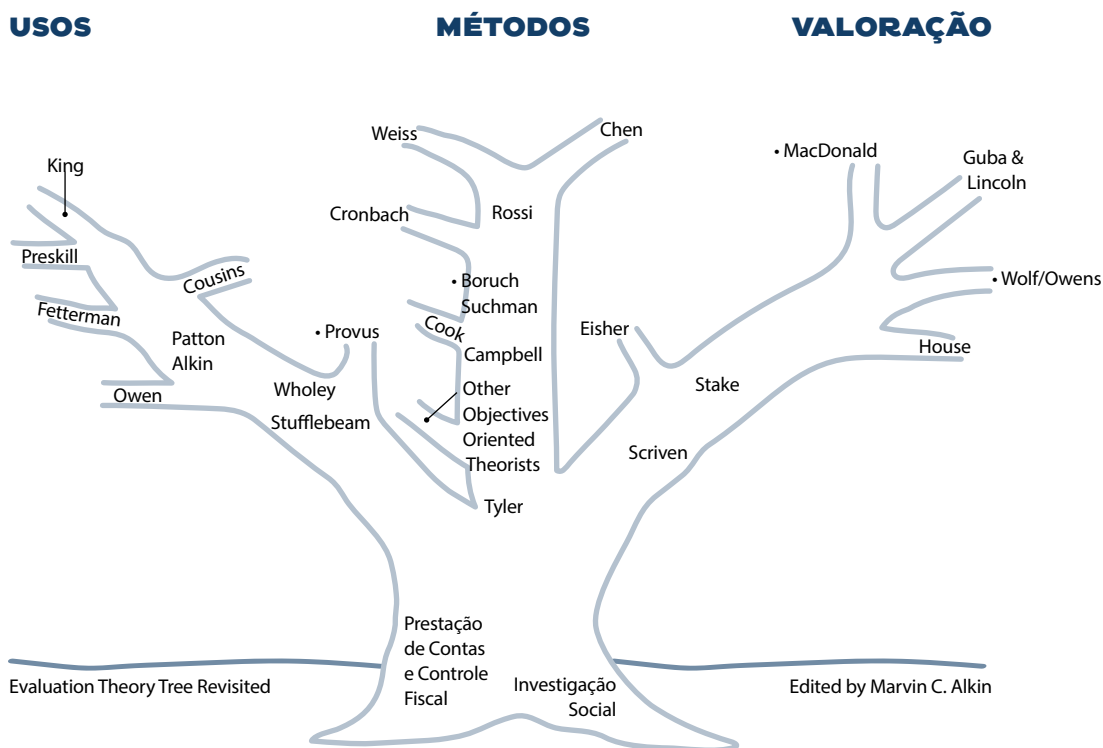 USOS
MÉTODOS
VALORAÇÃO
King
Preskill
Fetterman
Owen
Cousins
Patton
Alkin
Wholey
Stufflebeam
• Provus
Weiss
Chen
Cronbach
Rossi
• Boruch
Suchman
Cook
Campbell
Other
Objectives
Oriented
Theorists
Tyler
Eisher
• MacDonald
Guba &
Lincoln
• Wolf/Owens
House
Stake
Scriven
Prestação
de Contas
e Controle
Fiscal
Investigação
Social
Evaluation Theory Tree Revisited
Edited by Marvin C. Alkin